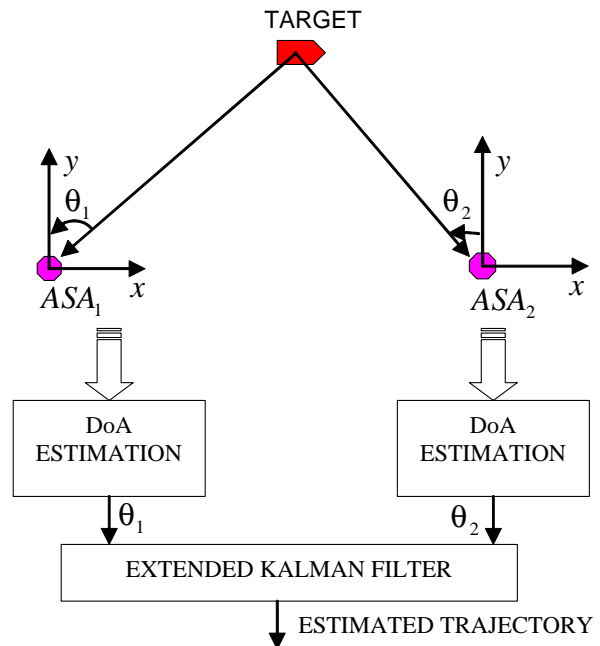 TARGET
y
y
θ₁
θ₂
x
x
ASA₁
ASA₂
DoA
ESTIMATION
DoA
ESTIMATION
θ₁
θ₂
EXTENDED KALMAN FILTER
ESTIMATED TRAJECTORY